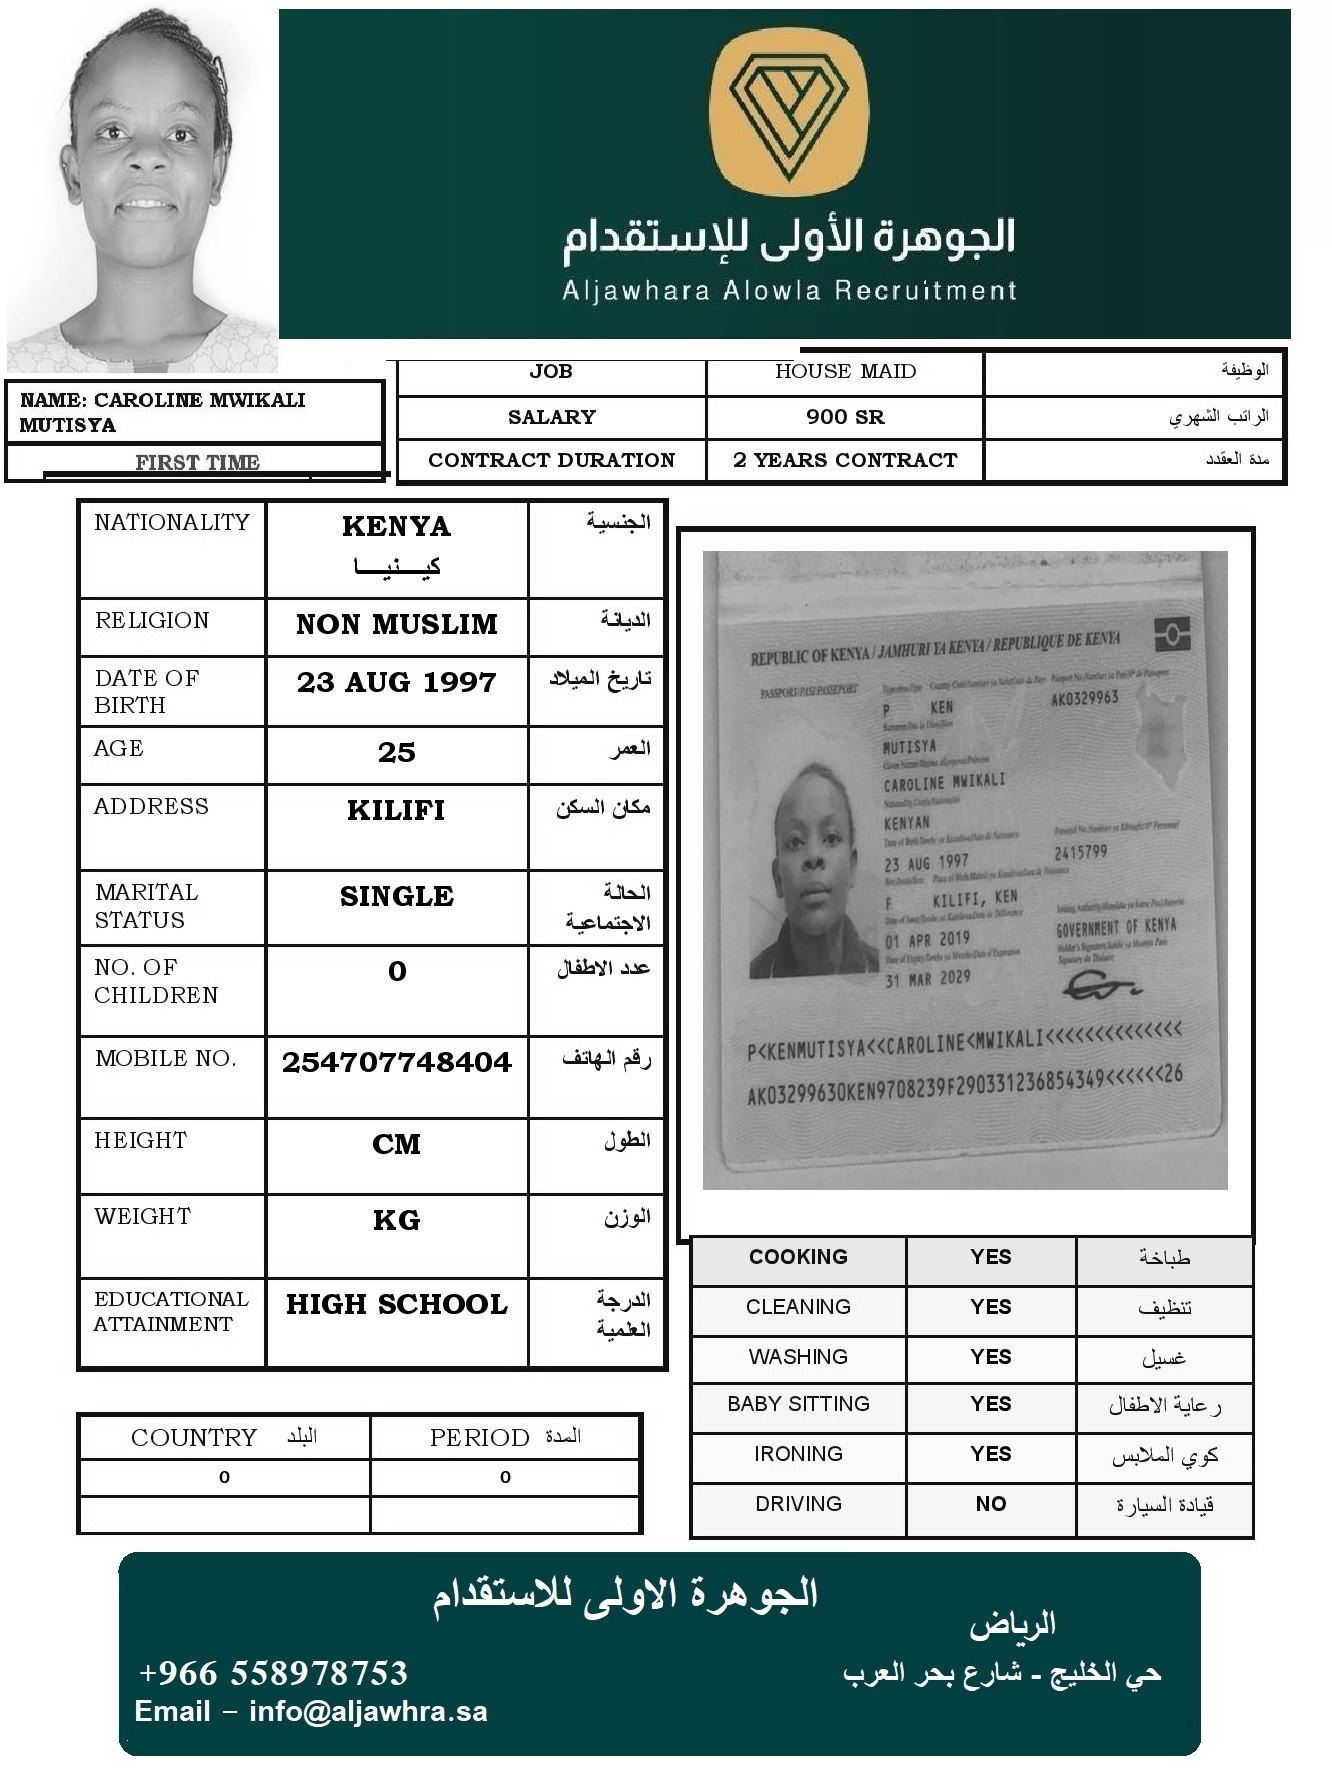 الجوهرة الأولى للإستقدام
Aljawhara Alowla Recruitment
NAME: CAROLINE MWIKALI
MUTISYA
FIRST TIME
JOB HOUSE MAID الوظيفة
SALARY 900 SR الراتب الشهري
CONTRACT DURATION 2 YEARS CONTRACT مدة العقدد
NATIONALITY KENYA الجنسية
كيـــنيـــا
RELIGION NON MUSLIM الديانة
DATE OF BIRTH 23 AUG 1997 تاريخ الميلاد
AGE 25 العمر
ADDRESS KILIFI مكان السكن
MARITAL STATUS SINGLE الحالة الاجتماعية
NO. OF CHILDREN 0 عدد الاطفال
MOBILE NO. 254707748404 رقم الهاتف
HEIGHT CM الطول
WEIGHT KG الوزن
EDUCATIONAL ATTAINMENT HIGH SCHOOL الدرجة العلمية
REPUBLIC OF KENYA / JAMHURI YA KENYA / REPUBLIQUE DE KENYA
PASSPORT/PASI/PASSEPORT
P KEN AK0329963
MUTISYA
CAROLINE MWIKALI
KENYAN
23 AUG 1997 2415799
F KILIFI, KEN
01 APR 2019 GOVERNMENT OF KENYA
31 MAR 2029
P<KENMUTISYA<<CAROLINE<MWIKALI<<<<<<<<<<<<<<
AK03299630KEN9708239F290331236854349<<<<<<26
COOKING YES طباخة
CLEANING YES تنظيف
WASHING YES غسيل
BABY SITTING YES رعاية الاطفال
IRONING YES كوي الملابس
DRIVING NO قيادة السيارة
COUNTRY البلد PERIOD المدة
0 0
الجوهرة الاولى للاستقدام
الرياض
حي الخليج - شارع بحر العرب
+966 558978753
Email – info@aljawhra.sa